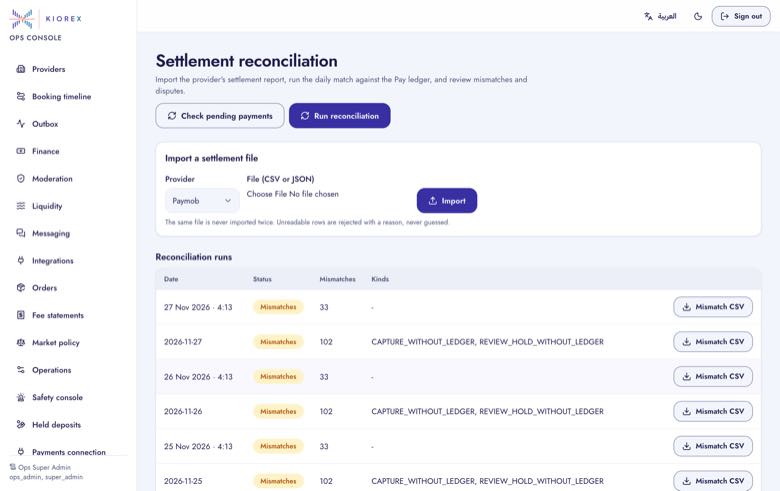 KIOREX
OPS CONSOLE
Providers
Booking timeline
Outbox
Finance
Moderation
Liquidity
Messaging
Integrations
Orders
Fee statements
Market policy
Operations
Safety console
Held deposits
Payments connection
Ops Super Admin
ops_admin, super_admin
العربية
Sign out
Settlement reconciliation
Import the provider's settlement report, run the daily match against the Pay ledger, and review mismatches and
disputes.
Check pending payments
Run reconciliation
Import a settlement file
Provider
File (CSV or JSON)
Paymob
Choose File No file chosen
Import
The same file is never imported twice. Unreadable rows are rejected with a reason, never guessed.
Reconciliation runs
Date Status Mismatches Kinds
27 Nov 2026 · 4:13 Mismatches 33 - Mismatch CSV
2026-11-27 Mismatches 102 CAPTURE_WITHOUT_LEDGER, REVIEW_HOLD_WITHOUT_LEDGER Mismatch CSV
26 Nov 2026 · 4:13 Mismatches 33 - Mismatch CSV
2026-11-26 Mismatches 102 CAPTURE_WITHOUT_LEDGER, REVIEW_HOLD_WITHOUT_LEDGER Mismatch CSV
25 Nov 2026 · 4:13 Mismatches 33 - Mismatch CSV
2026-11-25 Mismatches 102 CAPTURE_WITHOUT_LEDGER, REVIEW_HOLD_WITHOUT_LEDGER Mismatch CSV